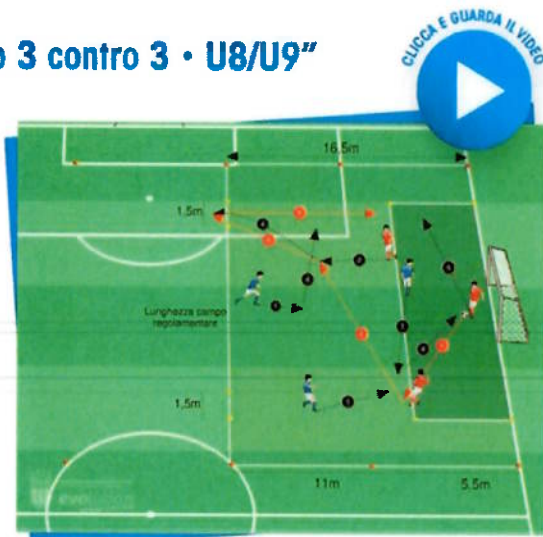 o 3 contro 3 • U8/U9"
CLICCA E GUARDA IL VIDEO
16,5m
1,5m
Lunghezza campo
regolamentare
1,5m
11m
5,5m